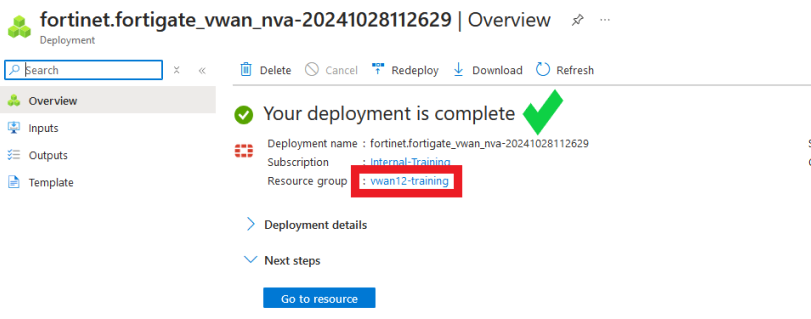 fortinet.fortigate_vwan_nva-20241028112629 | Overview
Deployment
Search
Delete Cancel Redeploy Download Refresh
Overview
Inputs
Outputs
Template
Your deployment is complete
Deployment name : fortinet.fortigate_vwan_nva-20241028112629
Subscription : Internal-Training
Resource group : vwan12-training
Deployment details
Next steps
Go to resource